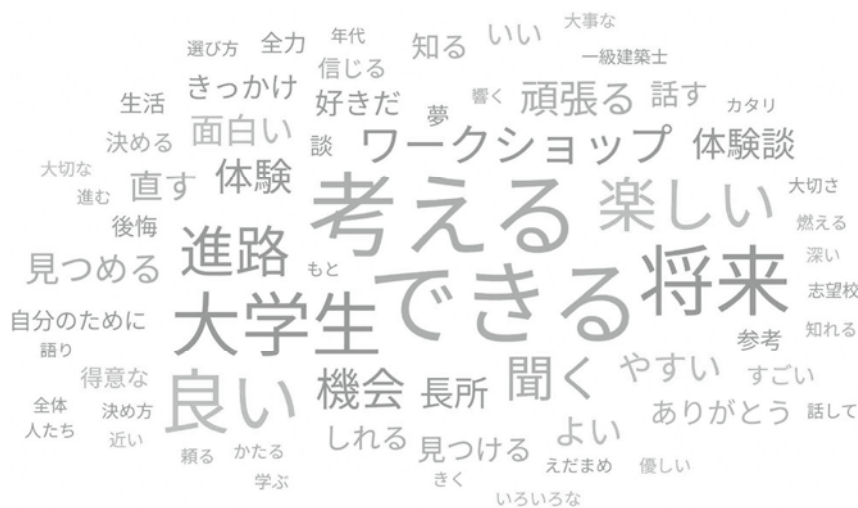 大事な
年代
いい
選び方
全力
知る
一級建築士
信じる
きっかけ
生活
好きだ
響く
頑張る
話す
カタリ
夢
決める
面白い
談
ワークショップ
体験談
大切な
進む
直す
体験
考える
楽しい
大切さ
後悔
燃える
進路
見つめる
もと
できる
将来
深い
志望校
自分のために
大学生
知れる
語り
参考
得意な
良い
機会
長所
聞く
やすい
すごい
全体
決め方
ありがとう
話して
人たち
近い
しれる
見つける
よい
頼る
かたる
えだまめ
優しい
学ぶ
きく
いろいろな